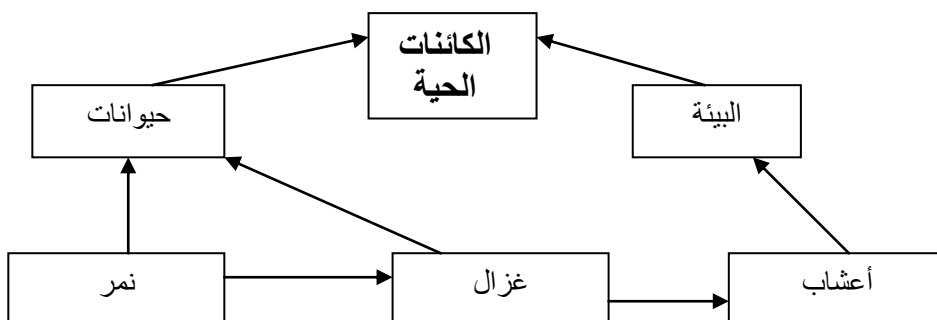 الكائنات
الحية
البيئة
حيوانات
أعشاب
غزال
نمر